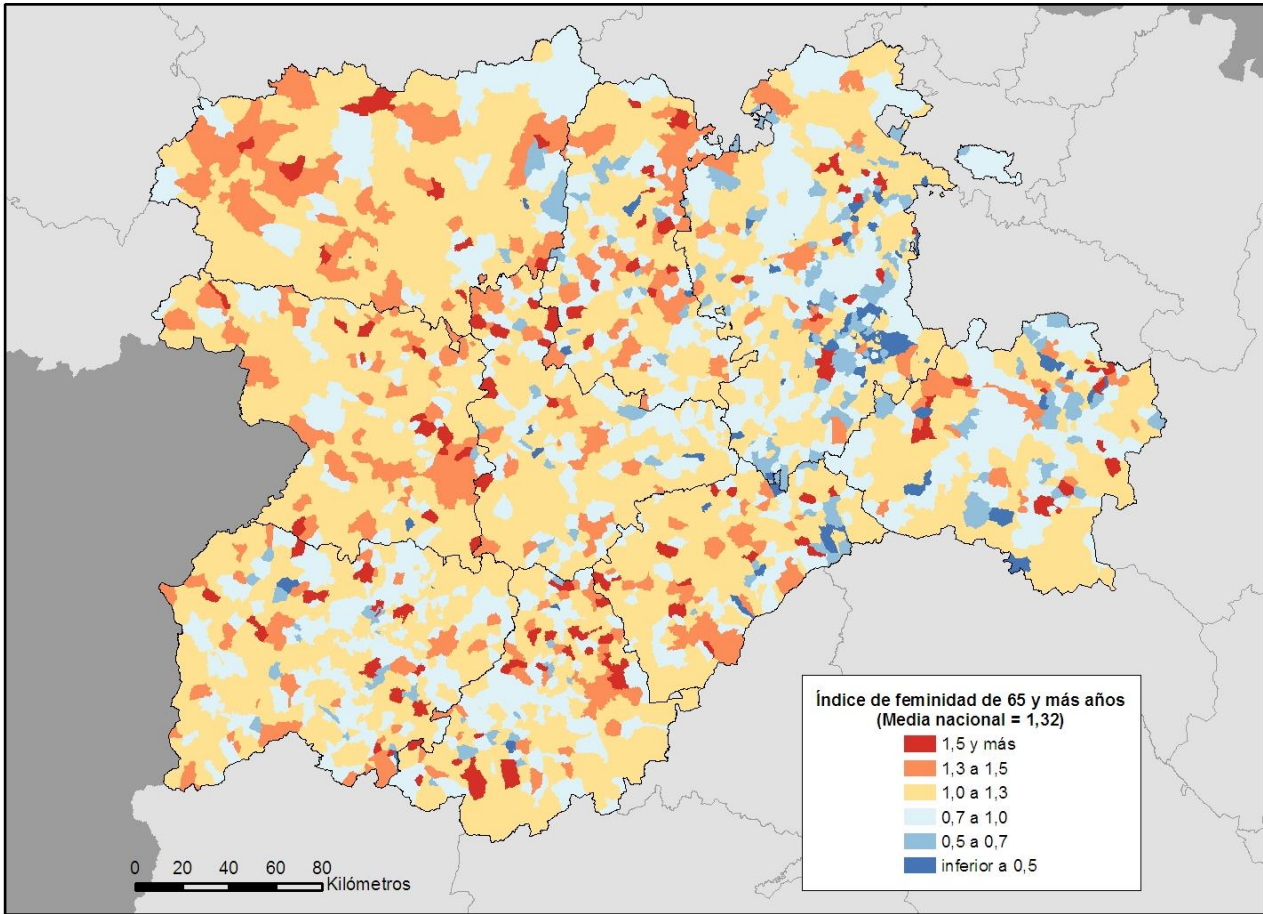 Índice de feminidad de 65 y más años
(Media nacional = 1,32)
1,5 y más
1,3 a 1,5
1,0 a 1,3
0,7 a 1,0
0,5 a 0,7
inferior a 0,5
0 20 40 60 80
Kilómetros